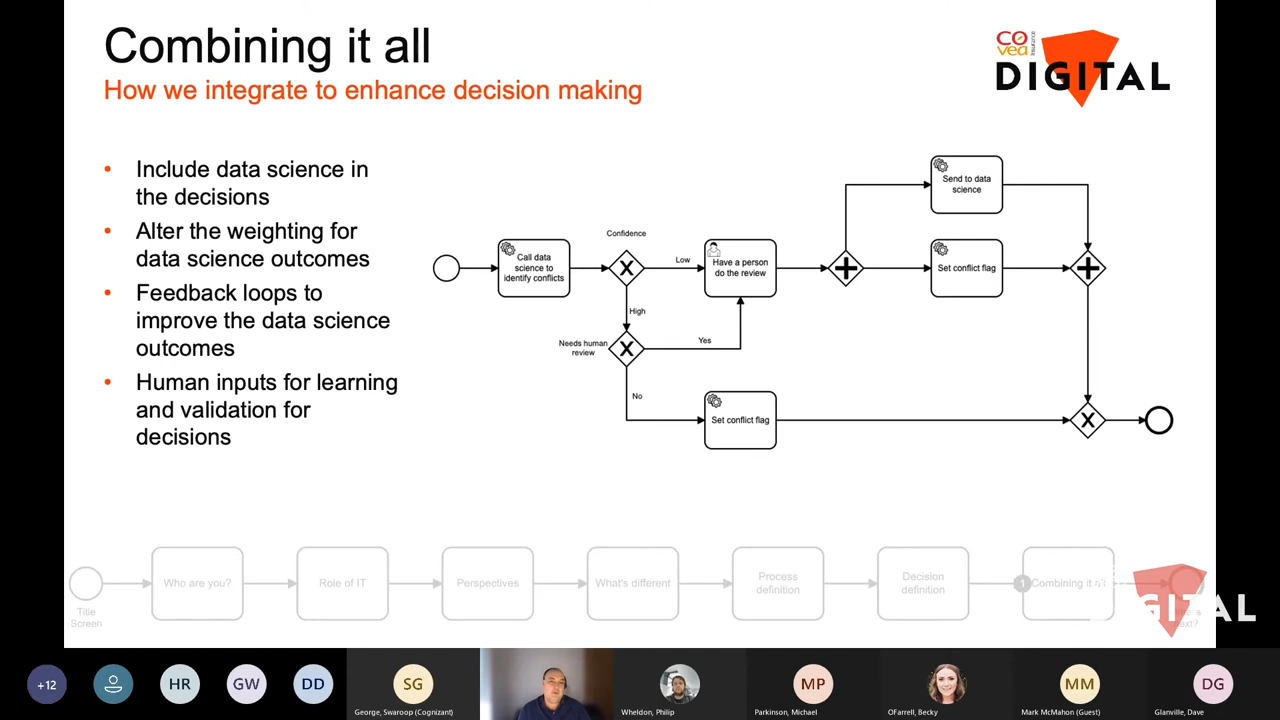 Combining it all
How we integrate to enhance decision making
covea
insurance
DIGITAL
• Include data science in
the decisions
• Alter the weighting for
data science outcomes
• Feedback loops to
improve the data science
outcomes
• Human inputs for learning
and validation for
decisions
Call data
science to
identify conflicts
Confidence
X
Low
Have a person
do the review
Send to data
science
Set conflict flag
High
Needs human
review
X
Yes
No
Set conflict flag
X
Title
Screen
Who are you?
Role of IT
Perspectives
What's different
Process
definition
Decision
definition
1
Combining it
GITAL
+12
HR
GW
DD
SG
George, Swaroop (Cognizant)
Wheldon, Philip
MP
Parkinson, Michael
OFarrell, Becky
MM
Mark McMahon (Guest)
DG
Glanville, Dave